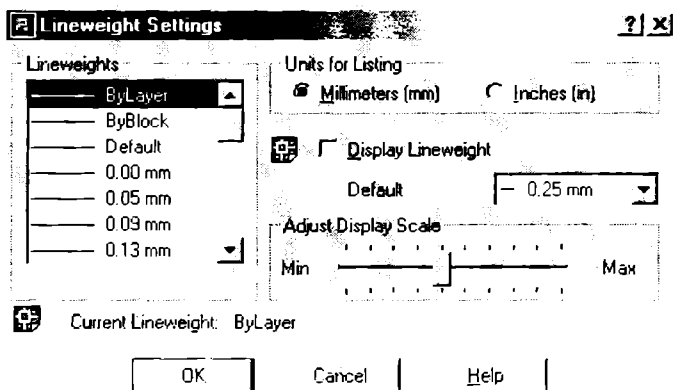 Lineweight Settings
Lineweights
ByLayer
ByBlock
Default
0.00 mm
0.05 mm
0.09 mm
0.13 mm
Units for Listing
Millimeters (mm) Inches (in)
Display Lineweight
Default 0.25 mm
Adjust Display Scale
Min Max
Current Lineweight: ByLayer
OK Cancel Help